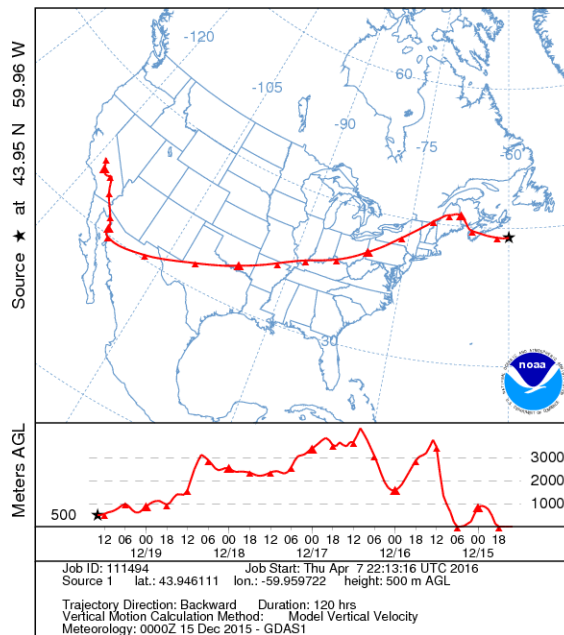 Source ★ at 43.95 N 59.96 W
-120
-105
-90
-75
60
-60
30
noaa
Meters AGL
500
3000
2000
1000
12 06 00 18 12 06 00 18 12 06 00 18 12 06 00 18 12 06 00 18
12/19 12/18 12/17 12/16 12/15
Job ID: 111494 Job Start: Thu Apr 7 22:13:16 UTC 2016
Source 1 lat.: 43.946111 lon.: -59.959722 height: 500 m AGL
Trajectory Direction: Backward Duration: 120 hrs
Vertical Motion Calculation Method: Model Vertical Velocity
Meteorology: 0000Z 15 Dec 2015 - GDAS1